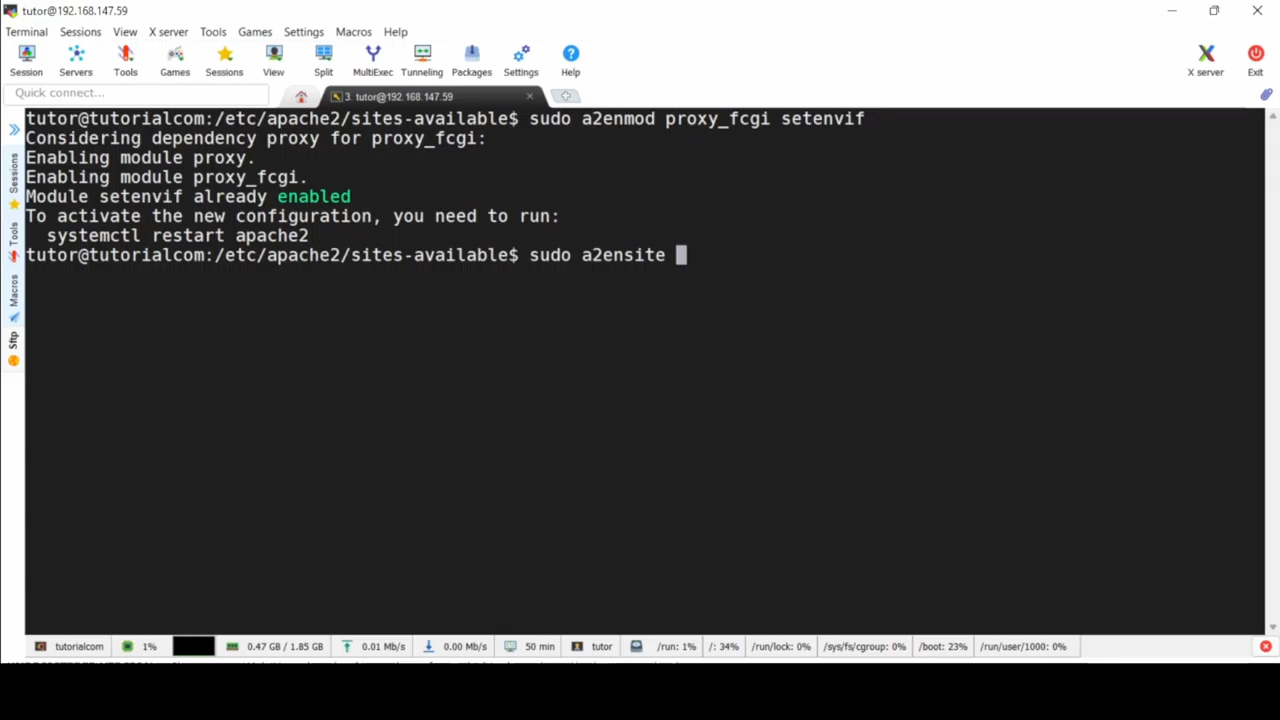 tutor@192.168.147.59
Terminal Sessions View X server Tools Games Settings Macros Help
Session Servers Tools Games Sessions View Split MultiExec Tunneling Packages Settings Help X server Exit
Quick connect...
3. tutor@192.168.147.59
tutor@tutorialcom:/etc/apache2/sites-available$ sudo a2enmod proxy_fcgi setenvif
Considering dependency proxy for proxy_fcgi:
Enabling module proxy.
Enabling module proxy_fcgi.
Module setenvif already enabled
To activate the new configuration, you need to run:
systemctl restart apache2
tutor@tutorialcom:/etc/apache2/sites-available$ sudo a2ensite
Sessions
Tools
Macros
Sftp
tutorialcom 1% 0.47 GB / 1.85 GB 0.01 Mb/s 0.00 Mb/s 50 min tutor /run: 1% /: 34% /run/lock: 0% /sys/fs/cgroup: 0% /boot: 23% /run/user/1000: 0%